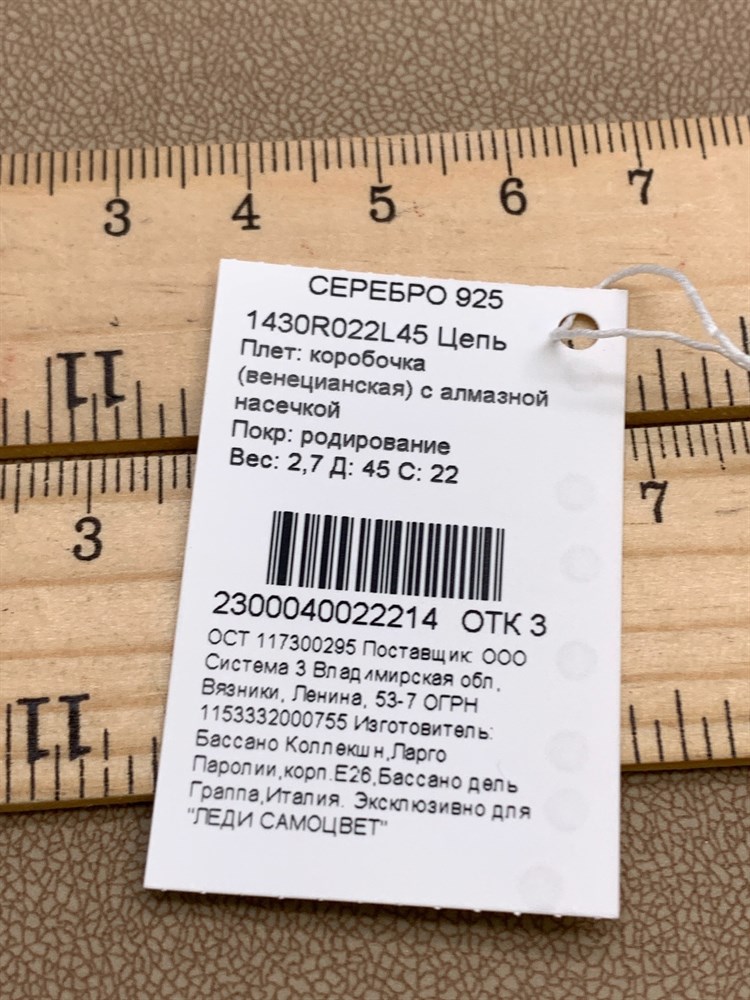 3 4 5 6 7
11
СЕРЕБРО 925
1430R022L45 Цепь
Плет: коробочка
(венецианская) с алмазной
насечкой
Покр: родирование
Вес: 2,7 Д: 45 С: 22
3 7
2300040022214 ОТК 3
ОСТ 117300295 Поставщик: ООО
Система 3 Владимирская обл,
Вязники, Ленина, 53-7 ОГРН
1153332000755 Изготовитель:
Бассано Коллекшн,Ларго
Паролии,корп.Е26,Бассано дель
Граппа,Италия. Эксклюзивно для
"ЛЕДИ САМОЦВЕТ"
11